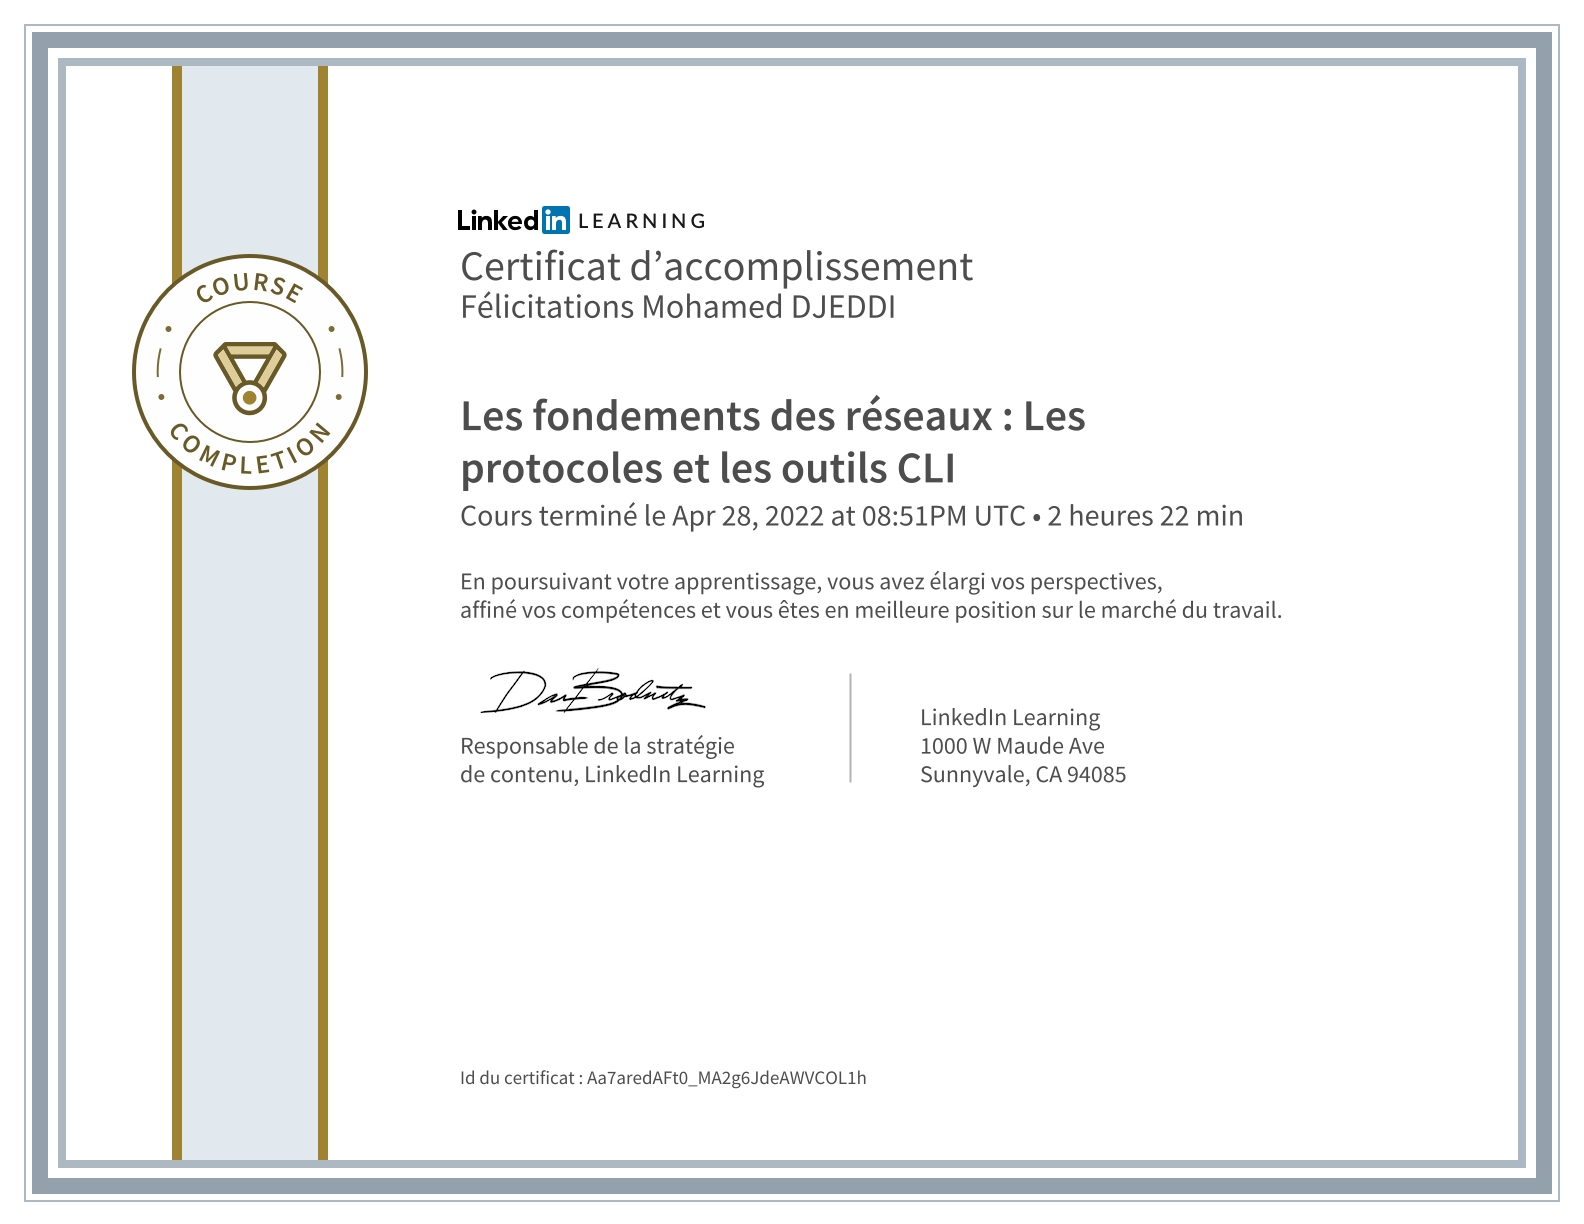 COURSE
COMPLETION
Linkedin LEARNING
Certificat d’accomplissement
Félicitations Mohamed DJEDDI
Les fondements des réseaux : Les
protocoles et les outils CLI
Cours terminé le Apr 28, 2022 at 08:51PM UTC • 2 heures 22 min
En poursuivant votre apprentissage, vous avez élargi vos perspectives,
affiné vos compétences et vous êtes en meilleure position sur le marché du travail.
Dan Brodnitz
Responsable de la stratégie
de contenu, LinkedIn Learning
LinkedIn Learning
1000 W Maude Ave
Sunnyvale, CA 94085
Id du certificat : Aa7aredAFt0_MA2g6JdeAWVCOL1h